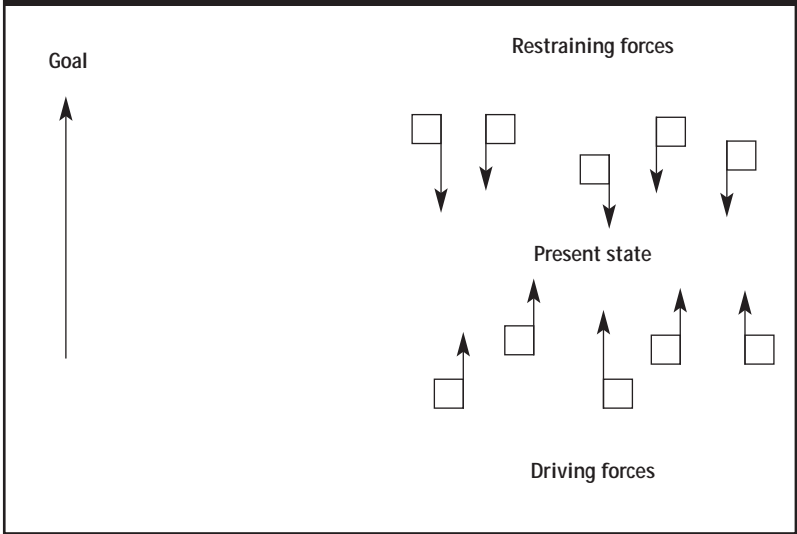 Restraining forces
Goal
Present state
Driving forces